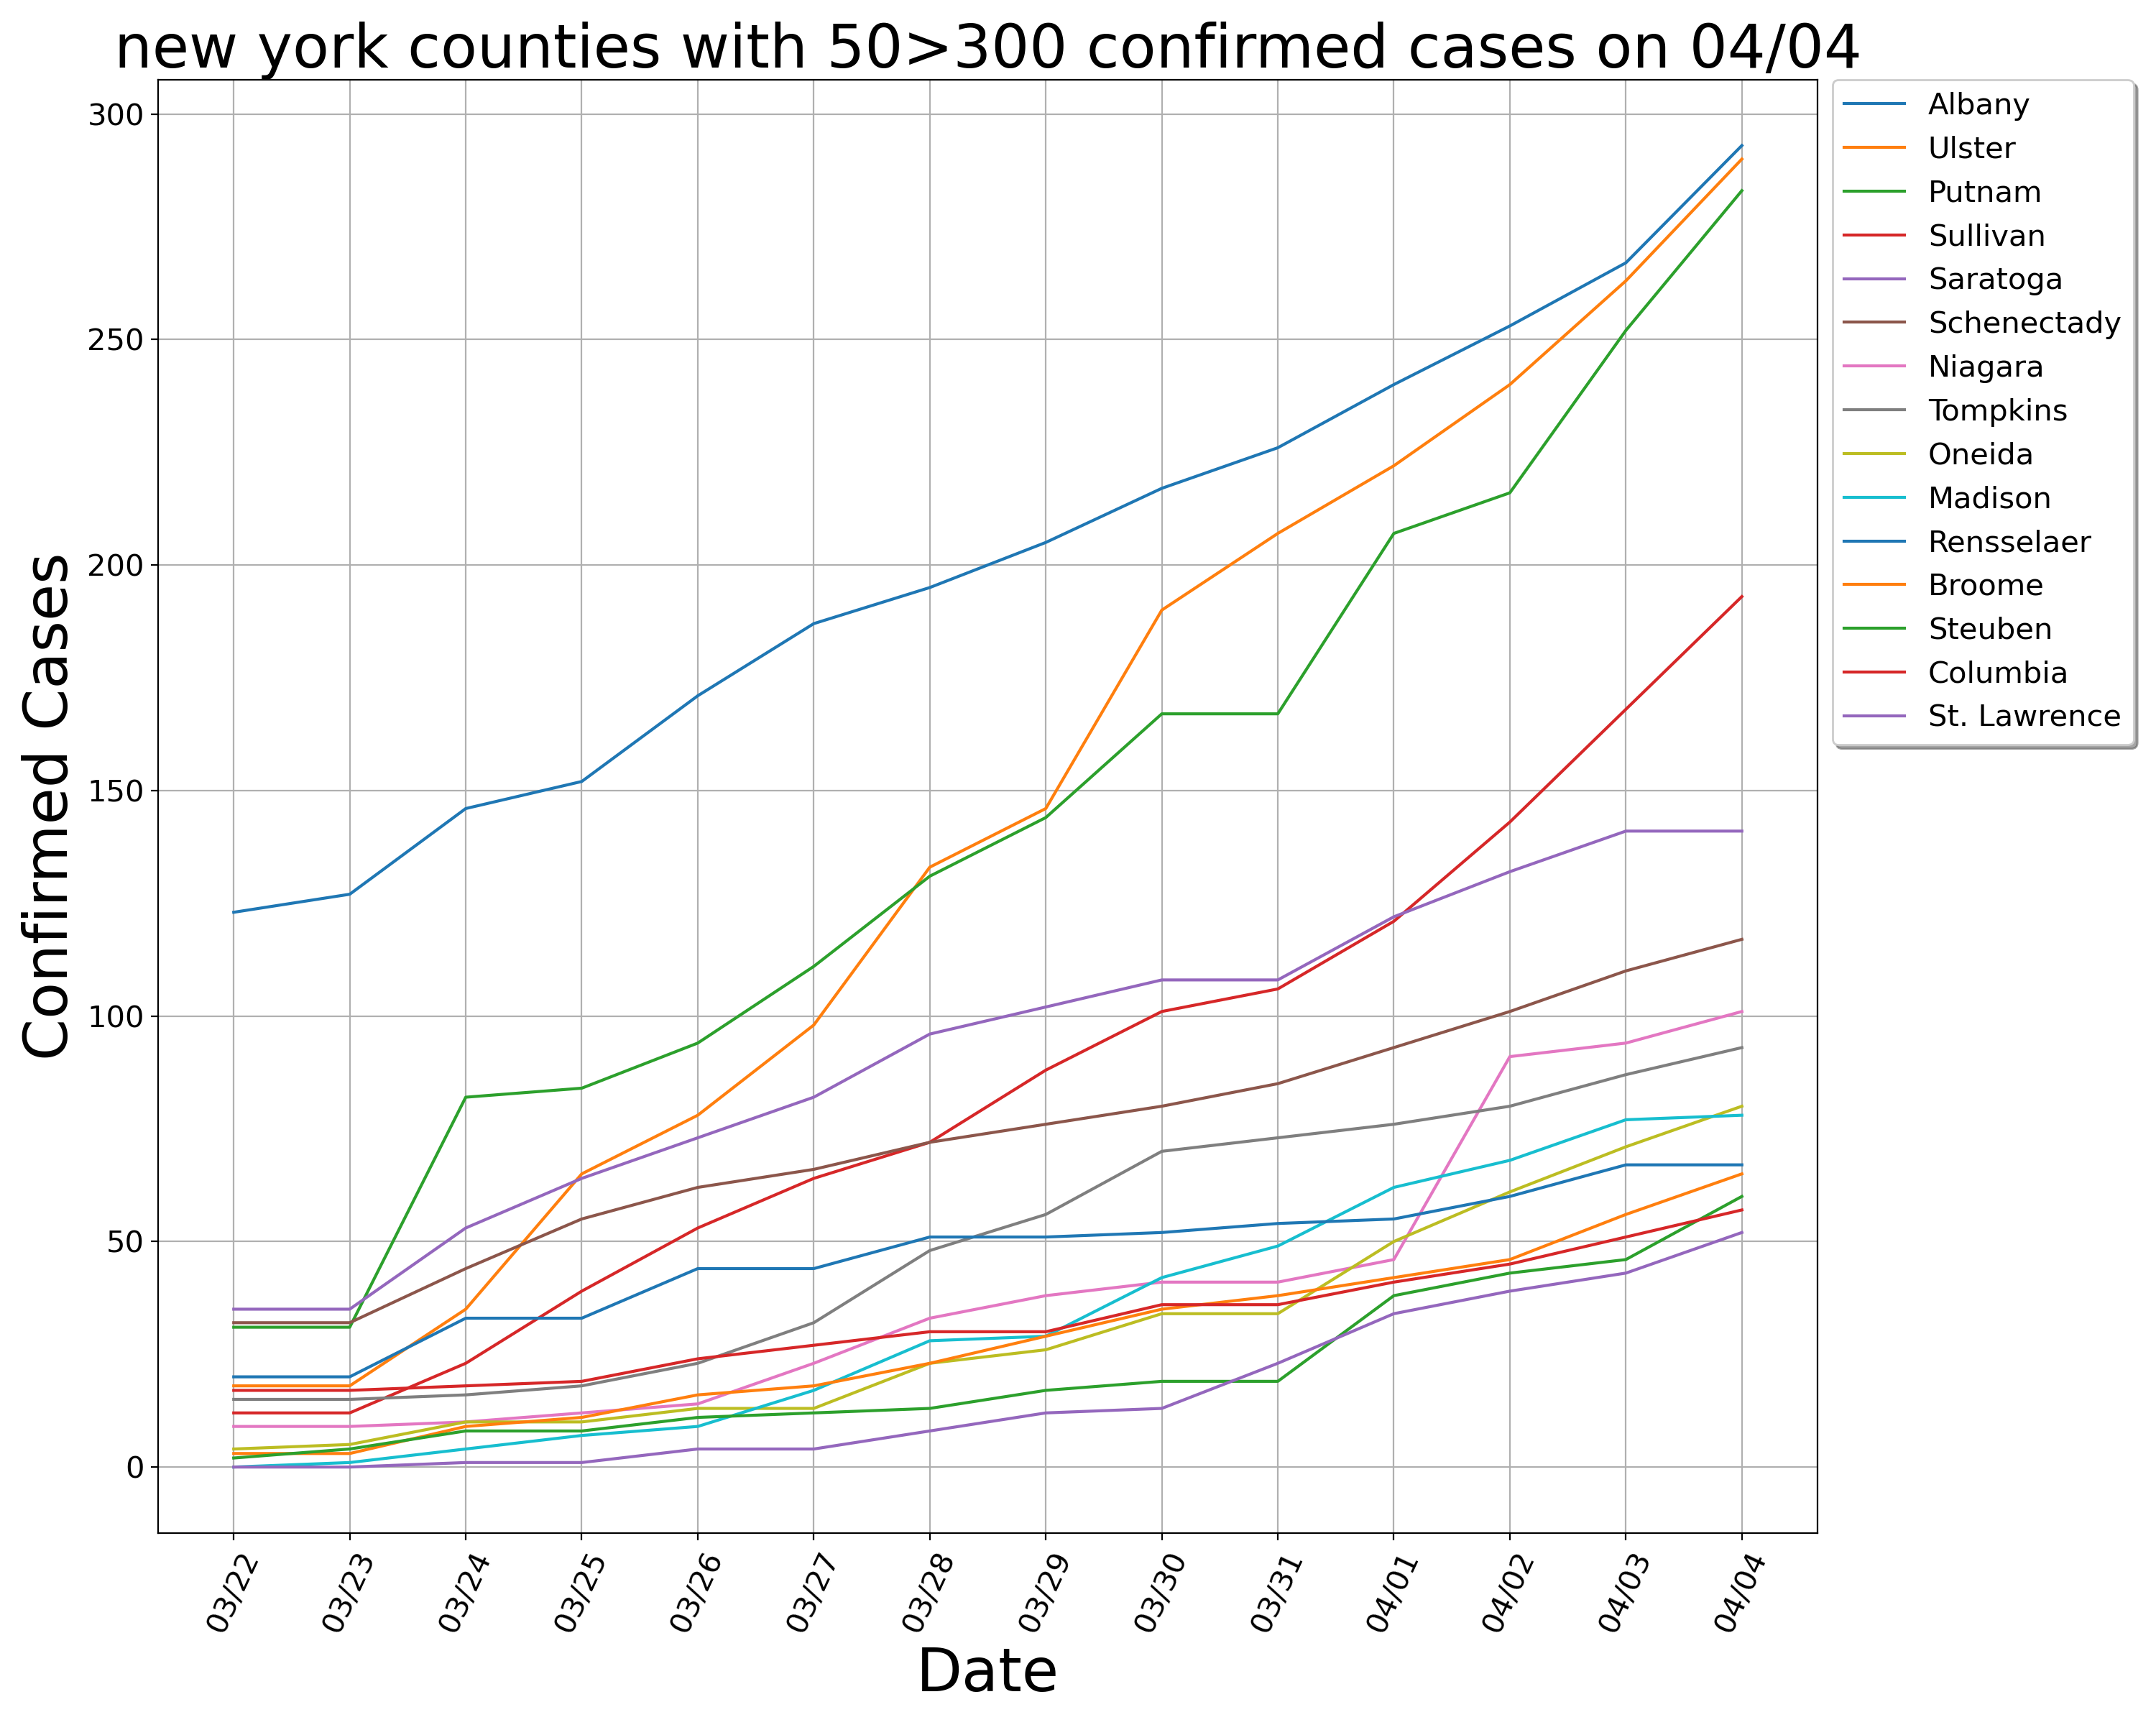 new york counties with 50>300 confirmed cases on 04/04
Confirmed Cases
300
250
200
150
100
50
0
03/22
03/23
03/24
03/25
03/26
03/27
03/28
03/29
03/30
03/31
04/01
04/02
04/03
04/04
Date
Albany
Ulster
Putnam
Sullivan
Saratoga
Schenectady
Niagara
Tompkins
Oneida
Madison
Rensselaer
Broome
Steuben
Columbia
St. Lawrence